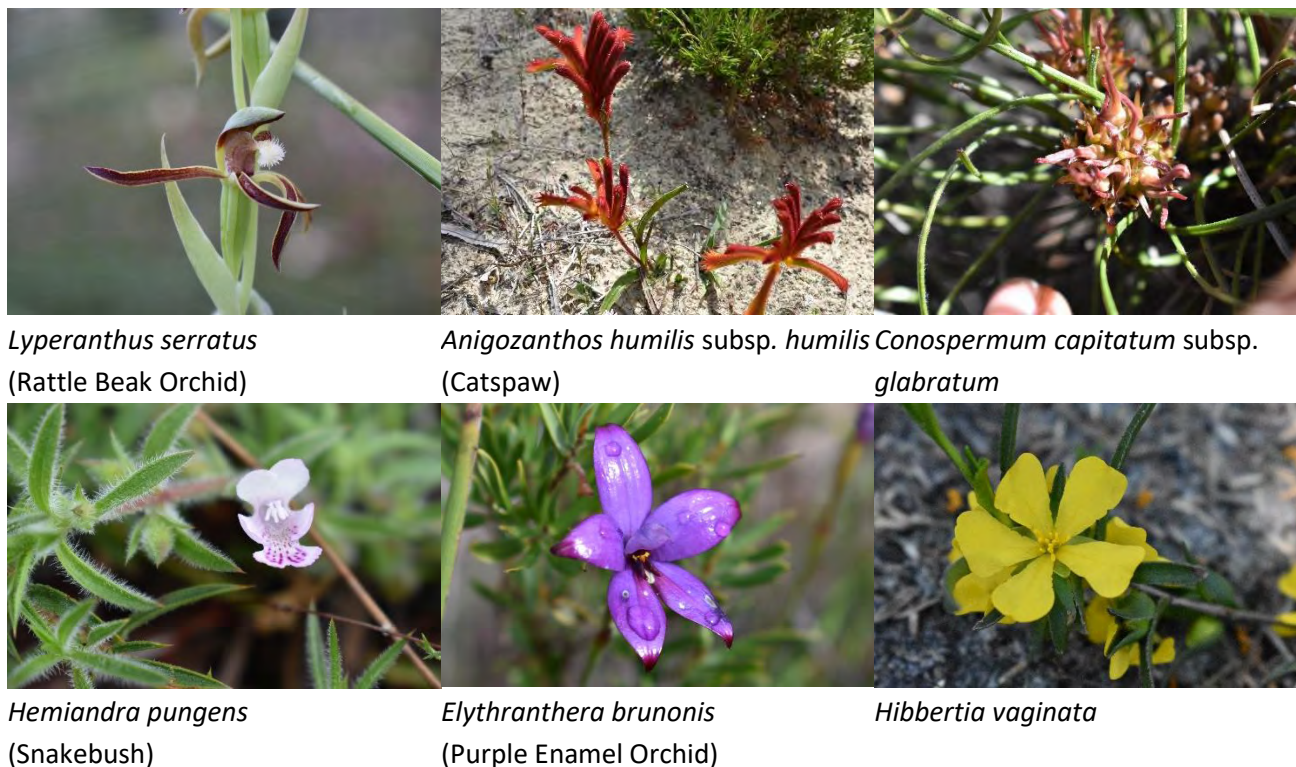 Lyperanthus serratus
(Rattle Beak Orchid)
Anigozanthos humilis subsp. humilis
(Catspaw)
Conospermum capitatum subsp.
glabratum
Hemiandra pungens
(Snakebush)
Elythranthera brunonis
(Purple Enamel Orchid)
Hibbertia vaginata